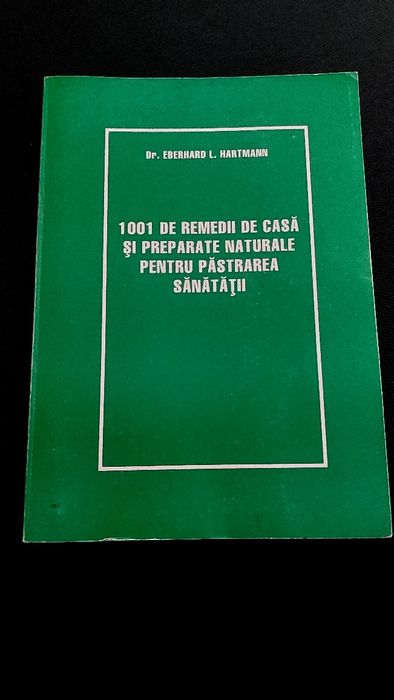 Dr. EBERHARD L. HARTMANN
1001 DE REMEDII DE CASĂ
ŞI PREPARATE NATURALE
PENTRU PĂSTRAREA
SĂNĂTĂŢII